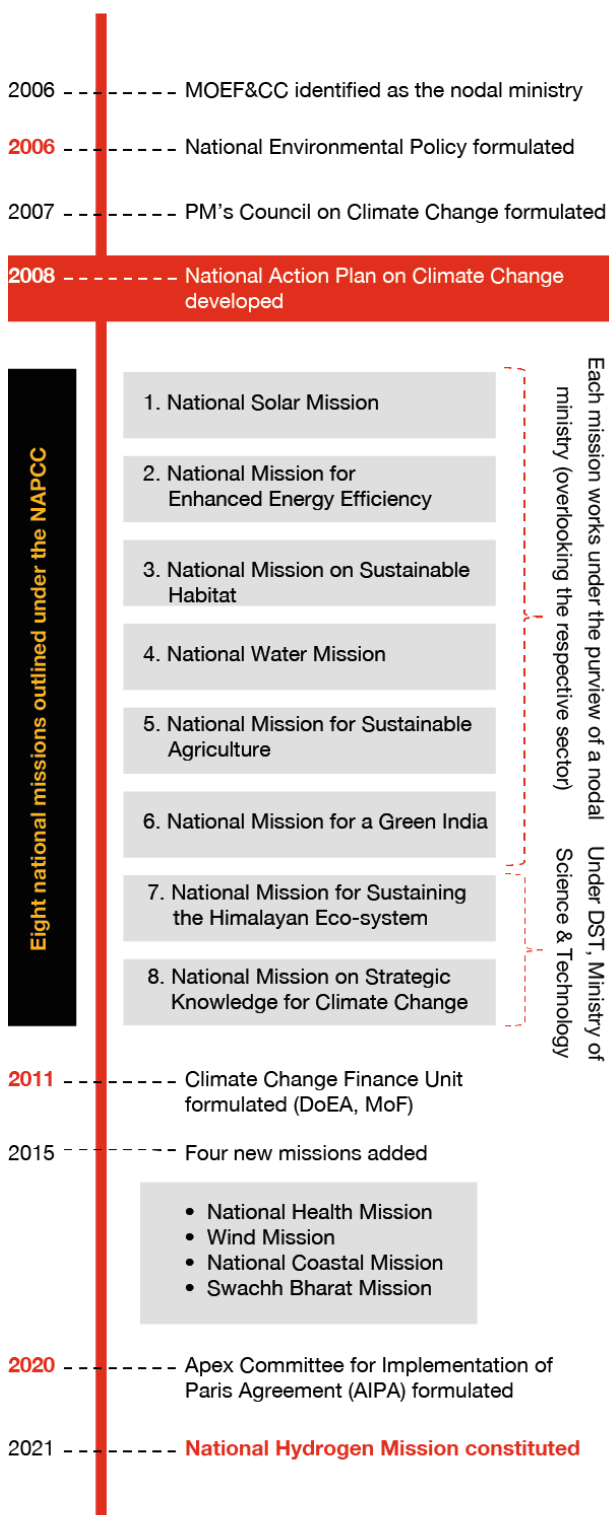 2006 MOEF&CC identified as the nodal ministry
2006 National Environmental Policy formulated
2007 PM's Council on Climate Change formulated
2008 National Action Plan on Climate Change
developed
Eight national missions outlined under the NAPCC
1. National Solar Mission
2. National Mission for
Enhanced Energy Efficiency
3. National Mission on Sustainable
Habitat
4. National Water Mission
5. National Mission for Sustainable
Agriculture
6. National Mission for a Green India
Each mission works under the purview of a nodal
ministry (overlooking the respective sector)
7. National Mission for Sustaining
the Himalayan Eco-system
8. National Mission on Strategic
Knowledge for Climate Change
Under DST, Ministry of
Science & Technology
2011 Climate Change Finance Unit
formulated (DoEA, MoF)
2015 Four new missions added
• National Health Mission
• Wind Mission
• National Coastal Mission
• Swachh Bharat Mission
2020 Apex Committee for Implementation of
Paris Agreement (AIPA) formulated
2021 National Hydrogen Mission constituted